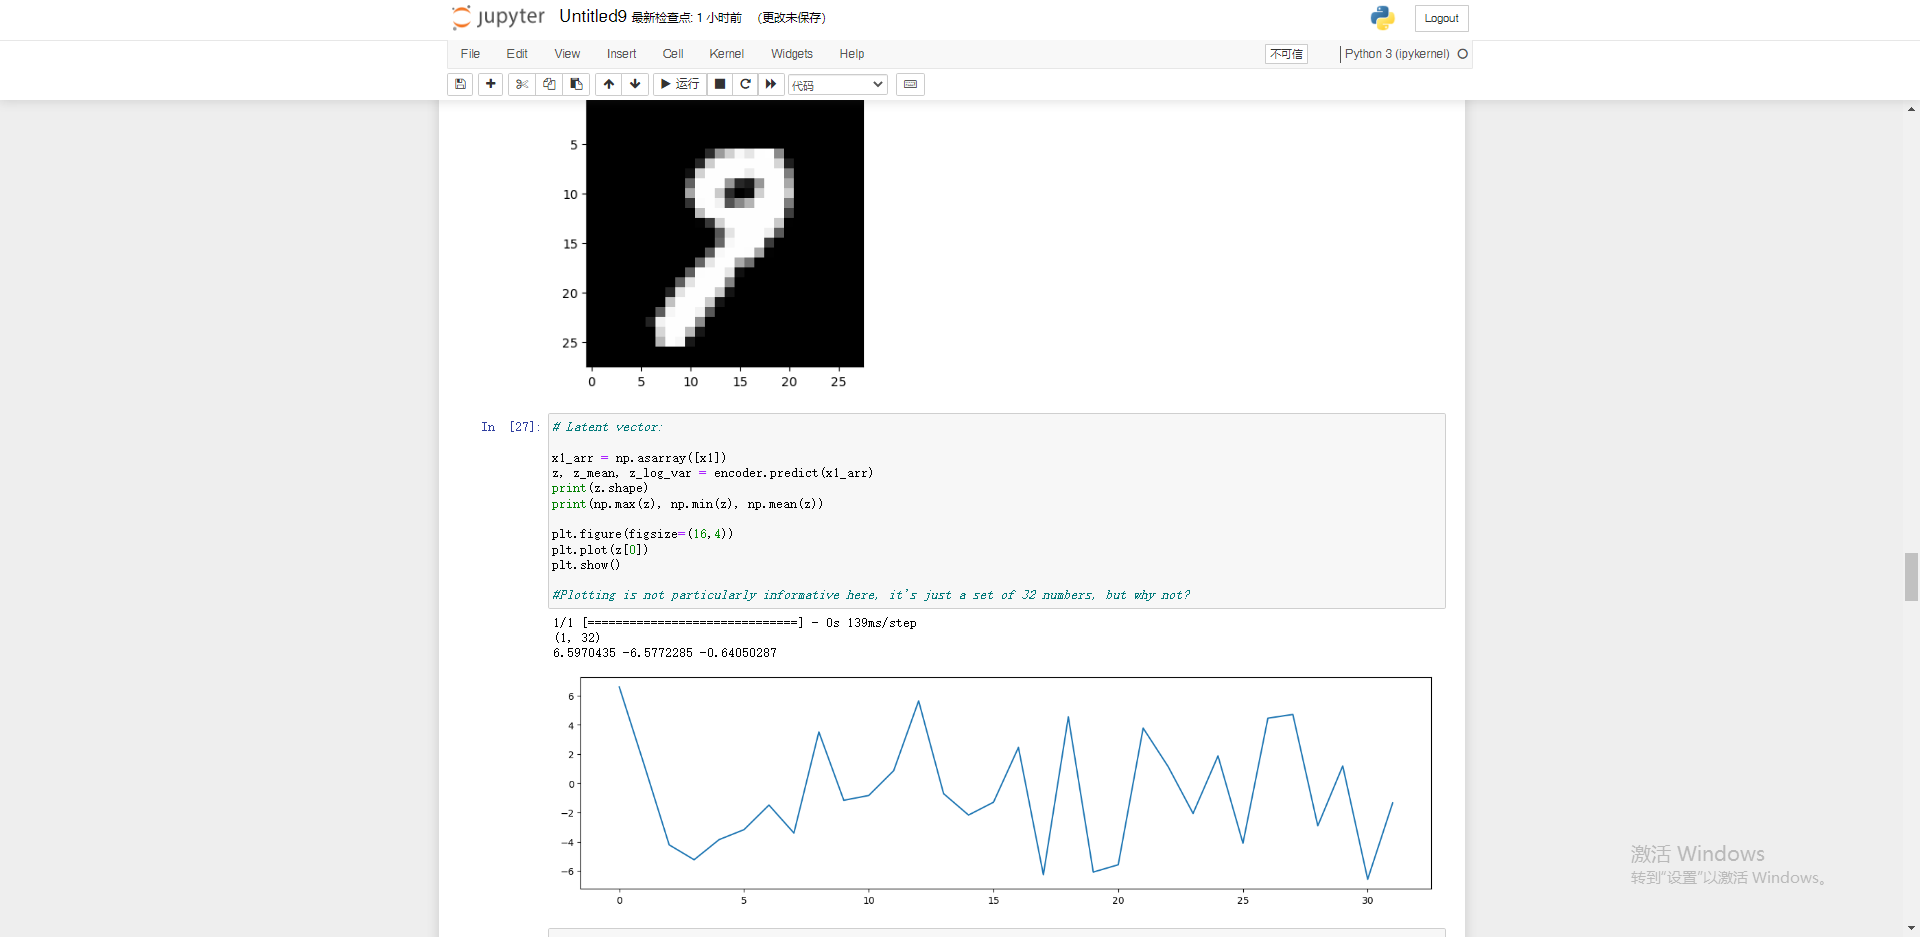 jupyter Untitled9 最新检查点: 1 小时前 (更改未保存) Logout
File Edit View Insert Cell Kernel Widgets Help 不可信 Python 3 (ipykernel)
运行 代码
5
10
15
20
25
0 5 10 15 20 25
In [27]: # Latent vector:
x1_arr = np.asarray([x1])
z, z_mean, z_log_var = encoder.predict(x1_arr)
print(z.shape)
print(np.max(z), np.min(z), np.mean(z))
plt.figure(figsize=(16,4))
plt.plot(z[0])
plt.show()
#Plotting is not particularly informative here, it's just a set of 32 numbers, but why not?
1/1 [==============================] - 0s 139ms/step
(1, 32)
6.5970435 -6.5772285 -0.64050287
6
4
2
0
−2
−4
−6
0 5 10 15 20 25 30
激活 Windows
转到“设置”以激活 Windows。